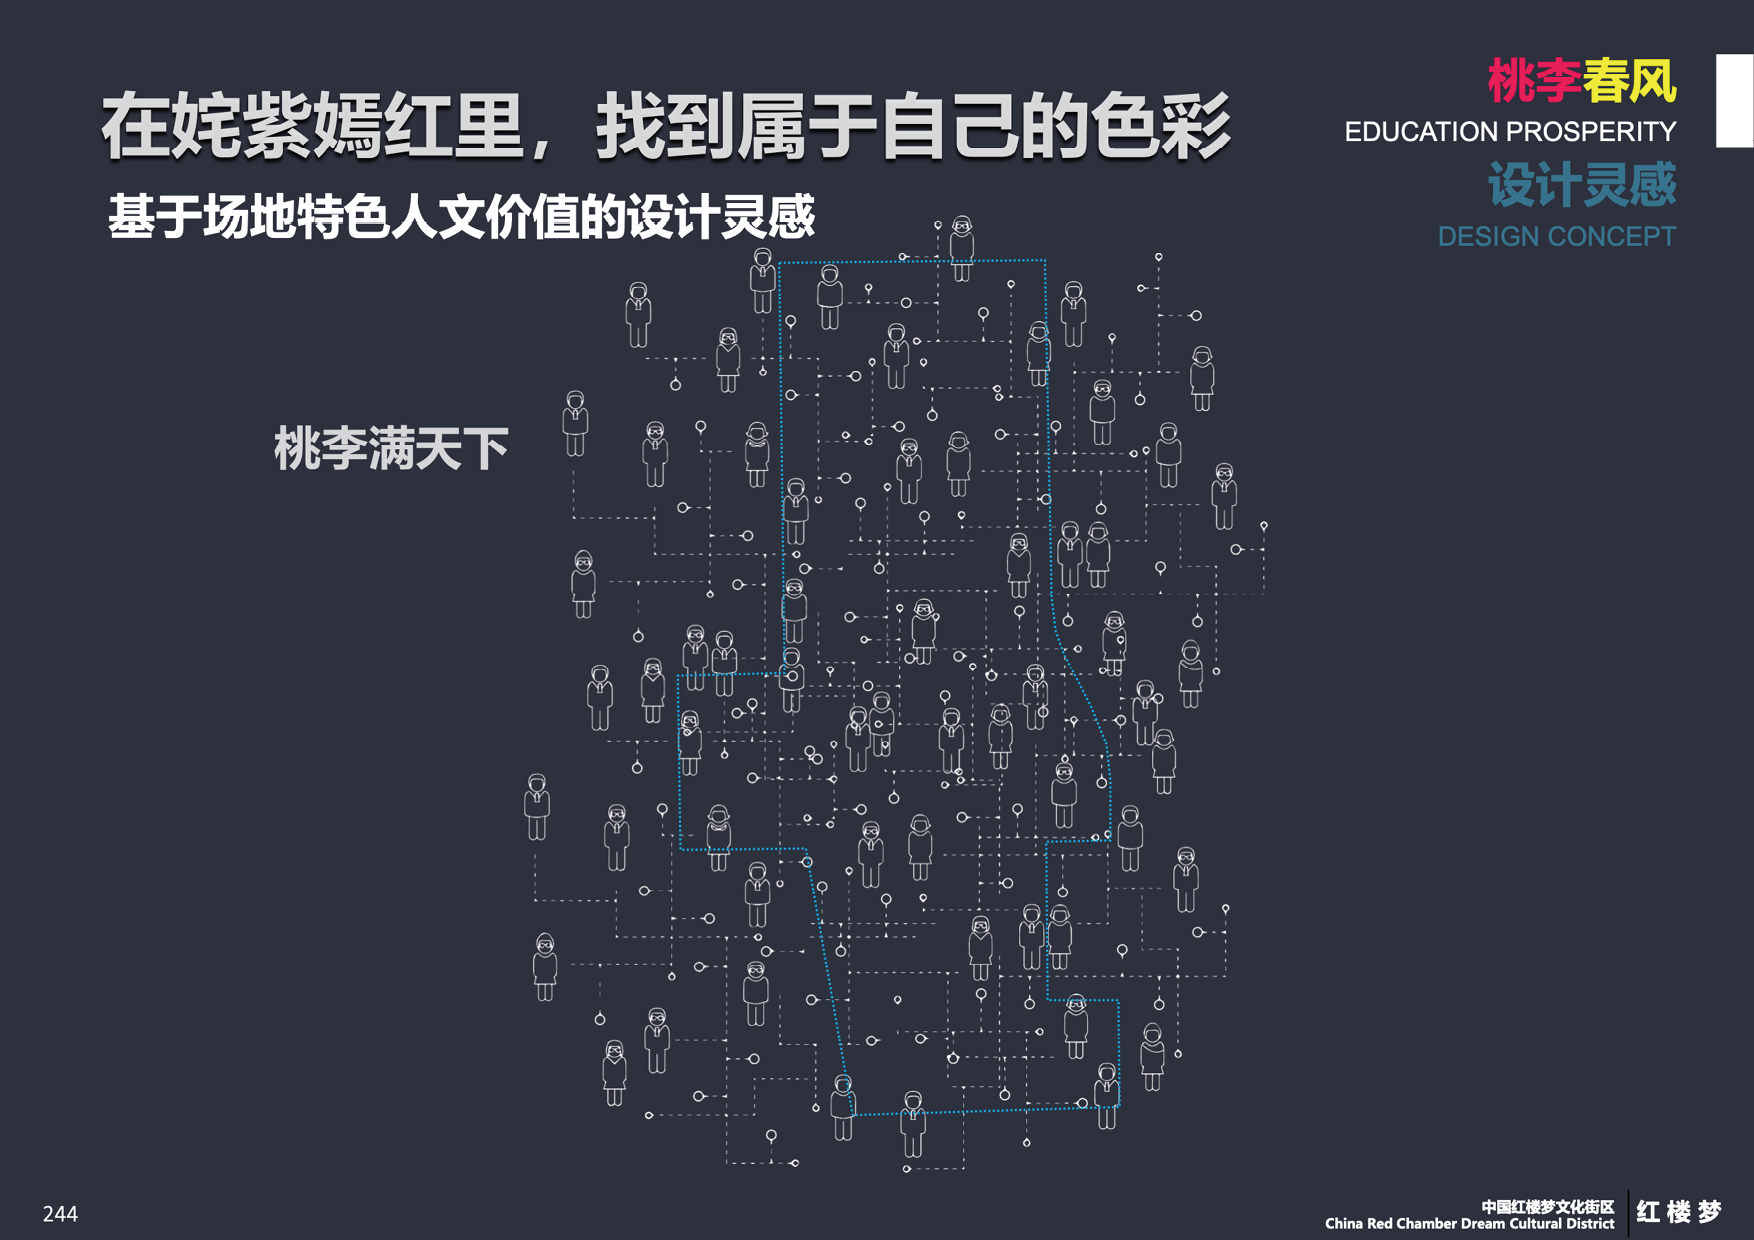 在姹紫嫣红里，找到属于自己的色彩
基于场地特色人文价值的设计灵感
桃李春风
EDUCATION PROSPERITY
设计灵感
DESIGN CONCEPT
桃李满天下
244
中国红楼梦文化街区
China Red Chamber Dream Cultural District
红楼梦